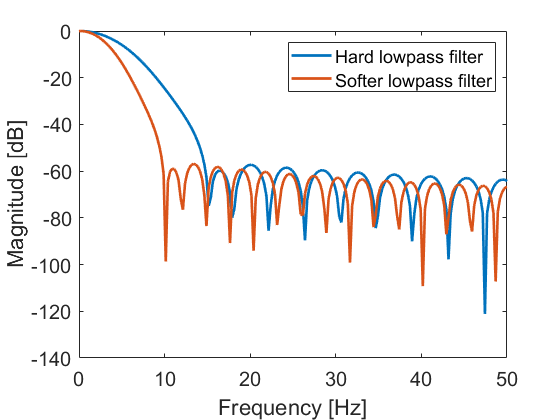 Hard lowpass filter
Softer lowpass filter
Magnitude [dB]
0
-20
-40
-60
-80
-100
-120
-140
0 10 20 30 40 50
Frequency [Hz]